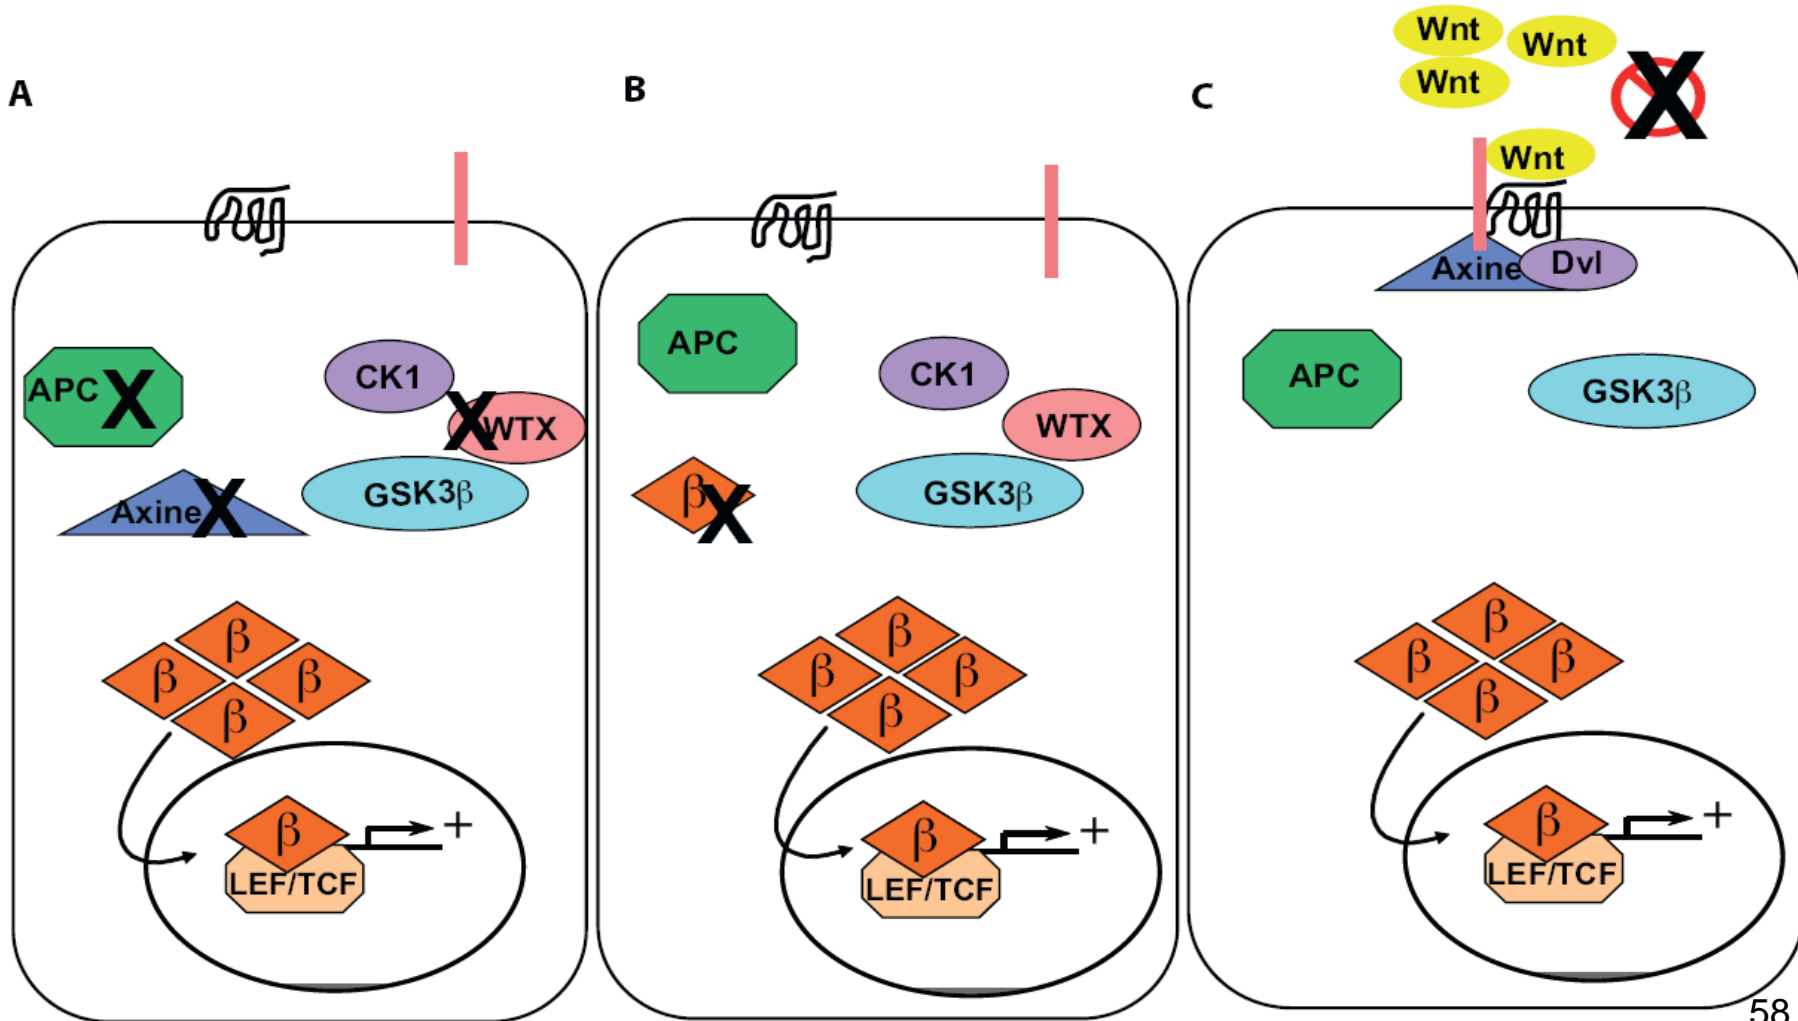 A
APC X
CK1
X WTX
Axine X
GSK3β
β
β
β
β
β
LEF/TCF
+
B
APC
CK1
WTX
β X
GSK3β
β
β
β
β
β
LEF/TCF
+
C
Wnt
Wnt
Wnt
X
Wnt
Axine
Dvl
APC
GSK3β
β
β
β
β
β
LEF/TCF
+
58